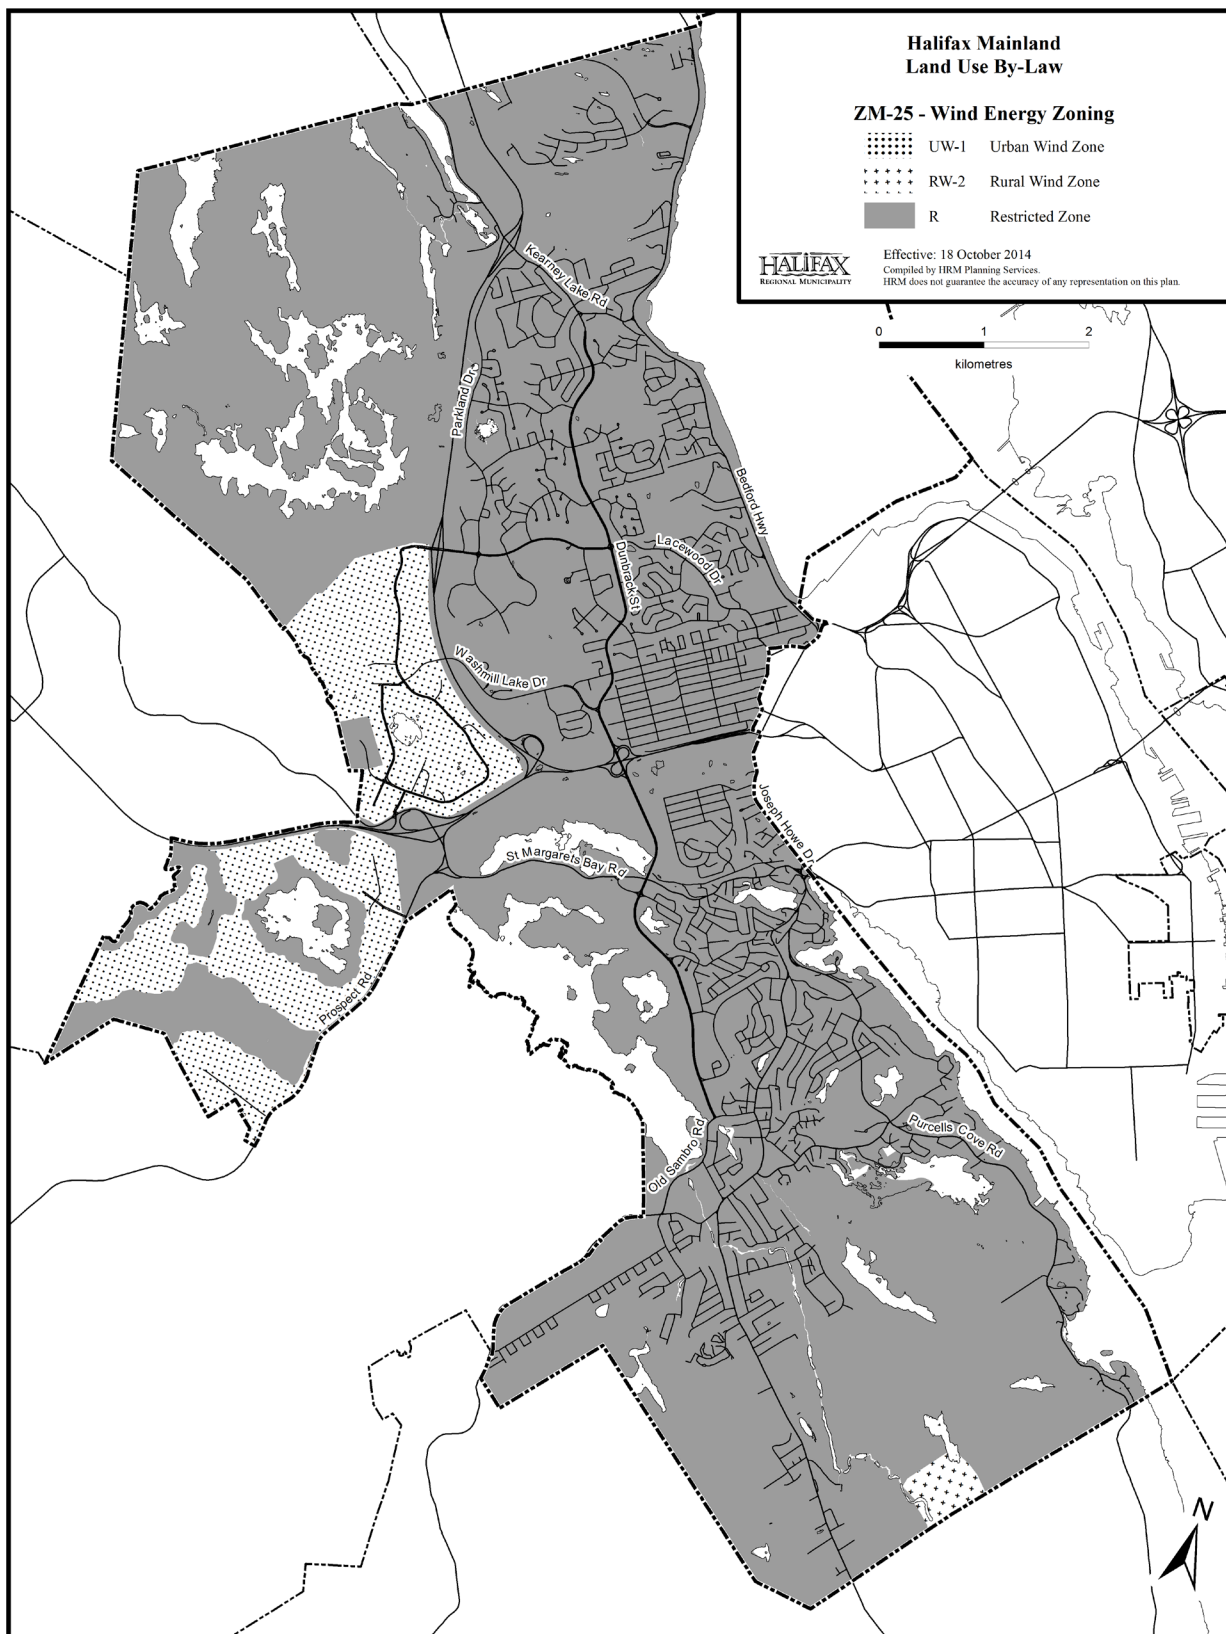 Halifax Mainland
Land Use By-Law
ZM-25 - Wind Energy Zoning
UW-1 Urban Wind Zone
RW-2 Rural Wind Zone
R Restricted Zone
HALIFAX
REGIONAL MUNICIPALITY
Effective: 18 October 2014
Compiled by HRM Planning Services.
HRM does not guarantee the accuracy of any representation on this plan.
0 1 2
kilometres
Kearney Lake Rd
Parkland Dr
Bedford Hwy
Lacewood Dr
Dunbrack St
Washmill Lake Dr
Joseph Howe Dr
St Margarets Bay Rd
Prospect Rd
Purcells Cove Rd
Old Sambro Rd
N